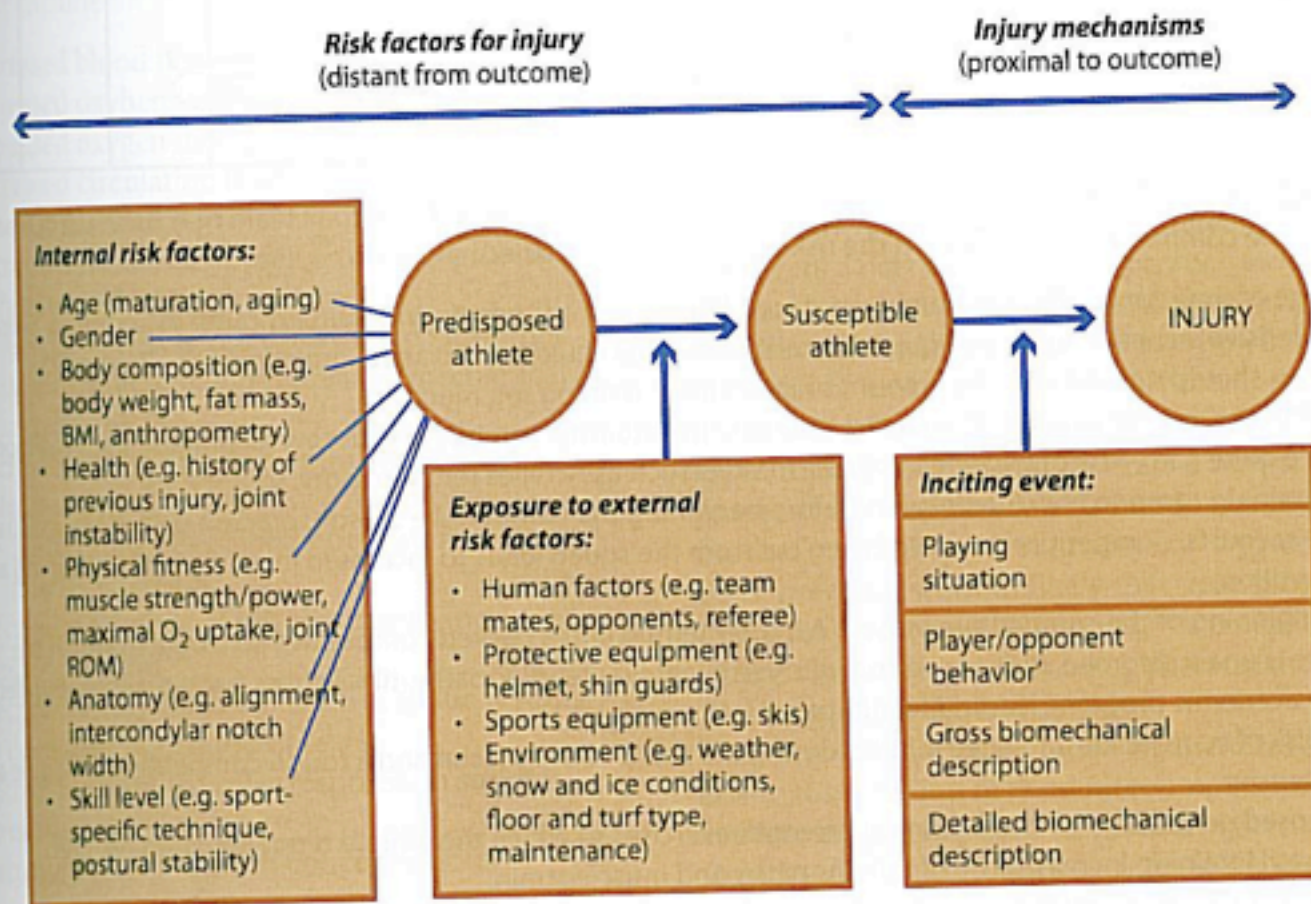 Risk factors for injury
(distant from outcome)
Injury mechanisms
(proximal to outcome)
Internal risk factors:
• Age (maturation, aging)
• Gender
• Body composition (e.g.
body weight, fat mass,
BMI, anthropometry)
• Health (e.g. history of
previous injury, joint
instability)
• Physical fitness (e.g.
muscle strength/power,
maximal O₂ uptake, joint
ROM)
• Anatomy (e.g. alignment,
intercondylar notch
width)
• Skill level (e.g. sport-
specific technique,
postural stability)
Predisposed
athlete
Susceptible
athlete
INJURY
Exposure to external
risk factors:
• Human factors (e.g. team
mates, opponents, referee)
• Protective equipment (e.g.
helmet, shin guards)
• Sports equipment (e.g. skis)
• Environment (e.g. weather,
snow and ice conditions,
floor and turf type,
maintenance)
Inciting event:
Playing
situation
Player/opponent
‘behavior’
Gross biomechanical
description
Detailed biomechanical
description